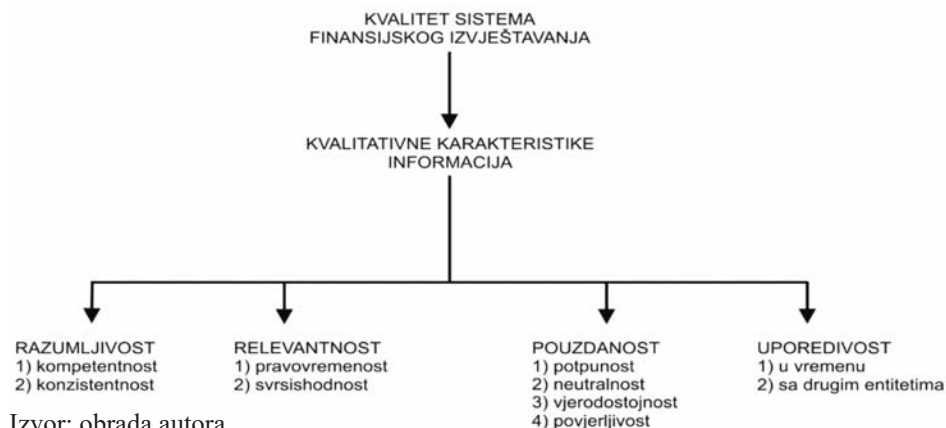 KVALITET SISTEMA
FINANSIJSKOG IZVJEŠTAVANJA
KVALITATIVNE KARAKTERISTIKE
INFORMACIJA
RAZUMLJIVOST
1) kompetentnost
2) konzistentnost
RELEVANTNOST
1) pravovremenost
2) svrsishodnost
POUZDANOST
1) potpunost
2) neutralnost
3) vjerodostojnost
4) povjerljivost
UPOREDIVOST
1) u vremenu
2) sa drugim entitetima
Izvor: obrada autora